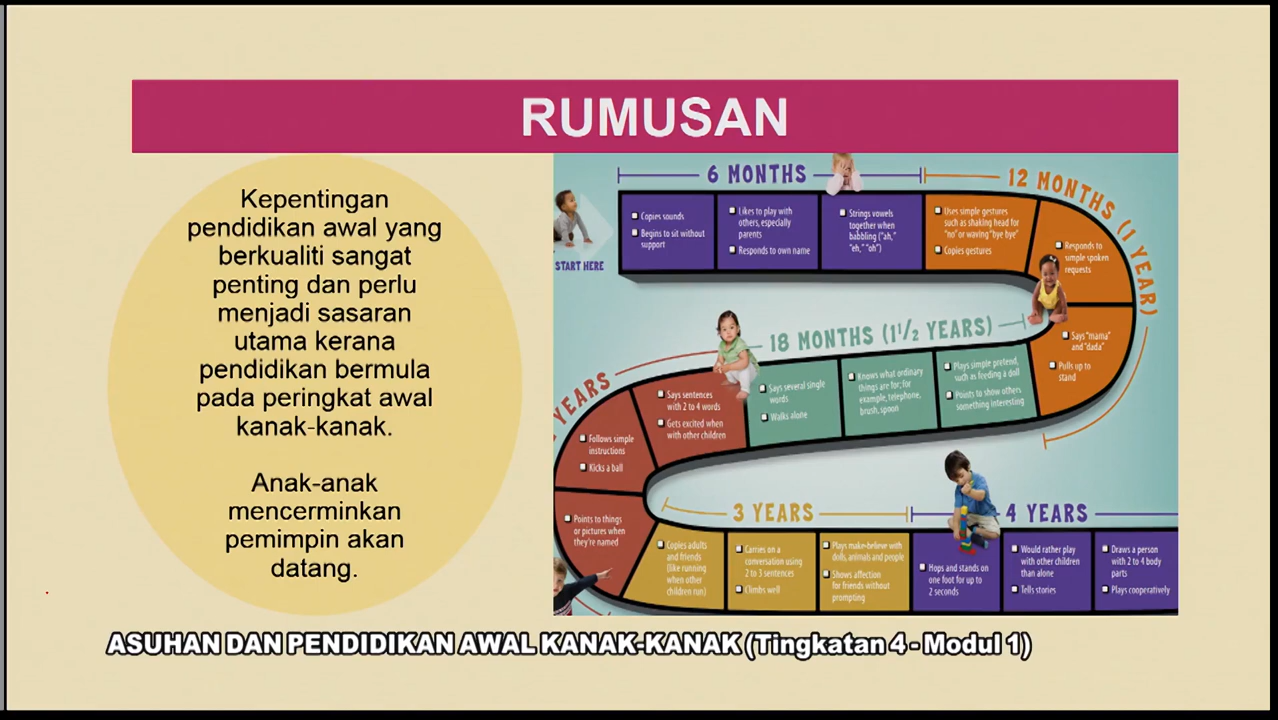 RUMUSAN
Kepentingan
pendidikan awal yang
berkualiti sangat
penting dan perlu
menjadi sasaran
utama kerana
pendidikan bermula
pada peringkat awal
kanak-kanak.
Anak-anak
mencerminkan
pemimpin akan
datang.
START HERE
6 MONTHS
Copies sounds
Begins to sit without
support
Likes to play with
others, especially
parents
Responds to own name
Strings vowels
together when
babbling ("ah,"
"eh," "oh")
12 MONTHS (1 YEAR)
Uses simple gestures
such as shaking head for
"no" or waving "bye bye"
Copies gestures
Responds to
simple spoken
requests
Says "mama"
and "dada"
Pulls up to
stand
18 MONTHS (1½ YEARS)
Plays simple pretend,
such as feeding a doll
Points to show others
something interesting
Knows what ordinary
things are for; for
example, telephone,
brush, spoon
Says several single
words
Walks alone
YEARS
Says sentences
with 2 to 4 words
Gets excited when
with other children
Follows simple
instructions
Kicks a ball
Points to things
or pictures when
they're named
3 YEARS
Copies adults
and friends
(like running
when other
children run)
Carries on a
conversation using
2 to 3 sentences
Climbs well
Plays make-believe with
dolls, animals and people
Shows affection
for friends without
prompting
4 YEARS
Hops and stands on
one foot for up to
2 seconds
Would rather play
with other children
than alone
Tells stories
Draws a person
with 2 to 4 body
parts
Plays cooperatively
ASUHAN DAN PENDIDIKAN AWAL KANAK-KANAK (Tingkatan 4 - Modul 1)